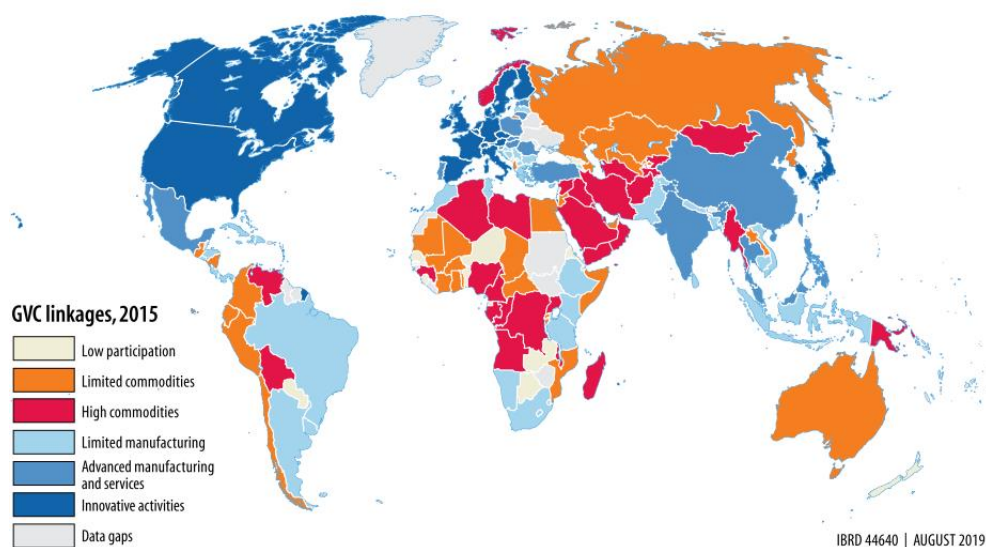 GVC linkages, 2015
Low participation
Limited commodities
High commodities
Limited manufacturing
Advanced manufacturing
and services
Innovative activities
Data gaps
IBRD 44640 | AUGUST 2019